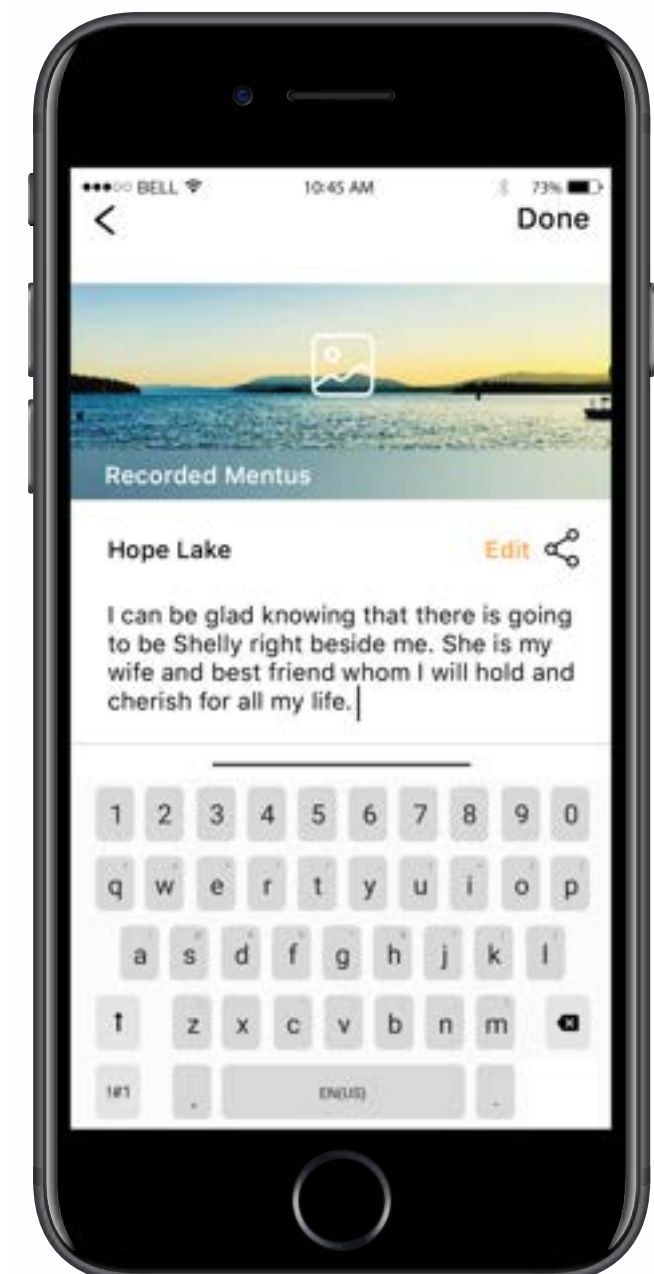 BELL 10:45 AM 73%
Done
Recorded Mentus
Hope Lake Edit
I can be glad knowing that there is going
to be Shelly right beside me. She is my
wife and best friend whom I will hold and
cherish for all my life.
1 2 3 4 5 6 7 8 9 0
q w e r t y u i o p
a s d f g h j k l
z x c v b n m
!#1 , EN(US) .